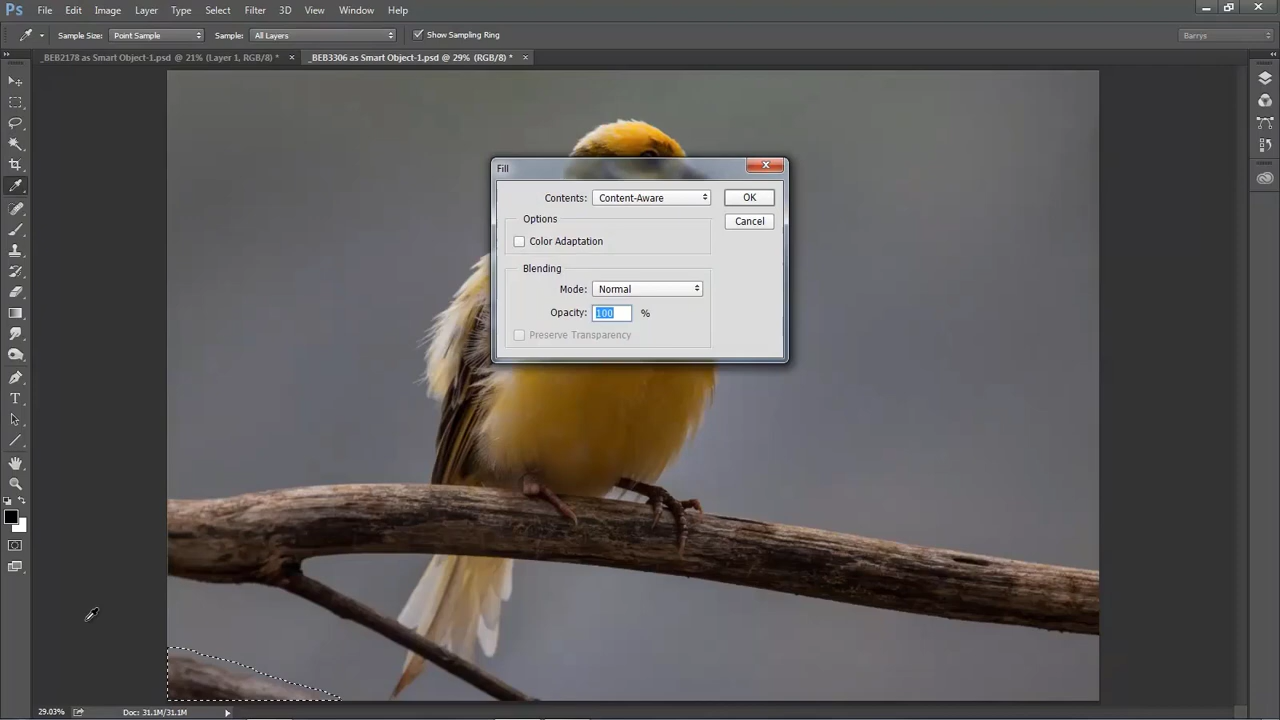 Ps File Edit Image Layer Type Select Filter 3D View Window Help
Sample Size: Point Sample Sample: All Layers Show Sampling Ring Barrys
_BEB2178 as Smart Object-1.psd @ 21% (Layer 1, RGB/8) * × _BEB3306 as Smart Object-1.psd @ 29% (RGB/8) * ×
Fill
Contents: Content-Aware OK
Options
Cancel
Color Adaptation
Blending
Mode: Normal
Opacity: 100 %
Preserve Transparency
29.03% Doc: 31.1M/31.1M